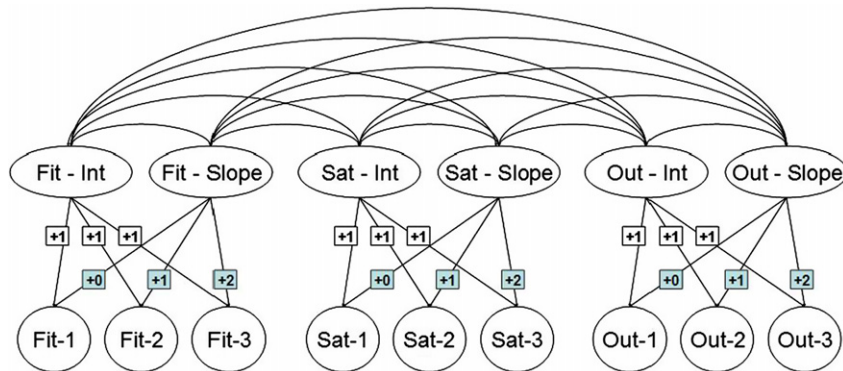 Fit - Int Fit - Slope Sat - Int Sat - Slope Out - Int Out - Slope
+1 +1 +1 +1 +1 +1 +1 +1 +1
+0 +1 +2 +0 +1 +2 +0 +1 +2
Fit-1 Fit-2 Fit-3 Sat-1 Sat-2 Sat-3 Out-1 Out-2 Out-3